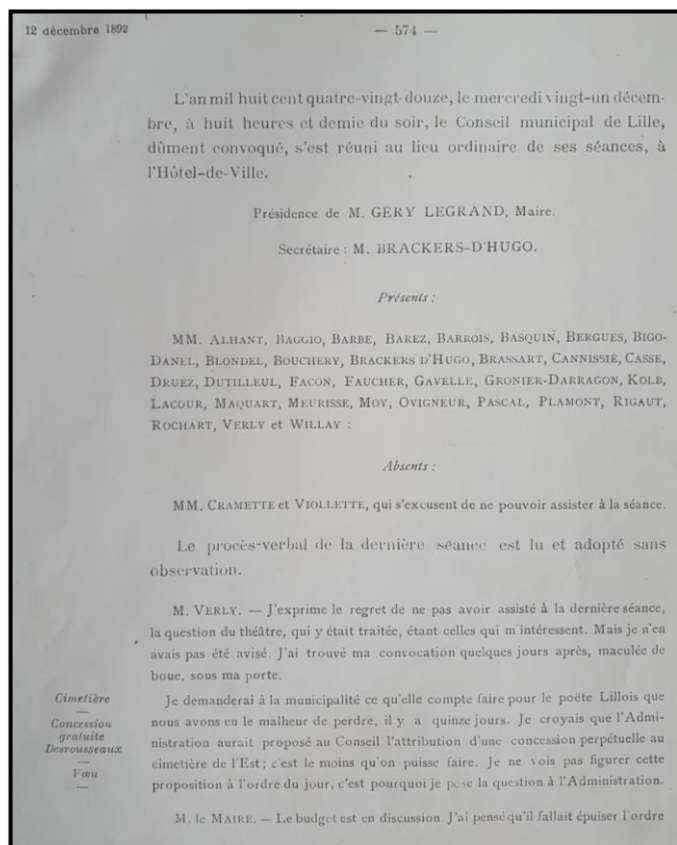 12 décembre 1892
— 574 —
L'an mil huit cent quatre-vingt-douze, le mercredi vingt-un décem-
bre, à huit heures et demie du soir, le Conseil municipal de Lille,
dûment convoqué, s'est réuni au lieu ordinaire de ses séances, à
l'Hôtel-de-Ville.
Présidence de M. GÉRY LEGRAND, Maire.
Secrétaire : M. BRACKERS-D'HUGO.
Présents :
MM. ALHANT, BAGGIO, BARBE, BAREZ, BARROIS, BASQUIN, BERGUES, BIGO-
DANEL, BLONDEL, BOUCHERY, BRACKERS D'HUGO, BRASSART, CANNISSIÉ, CASSE,
DRUEZ, DUTILLEUL, FACON, FAUCHER, GAVELLE, GRONIER-DARRAGON, KOLB,
LACOUR, MAQUART, MEURISSE, MOY, OVIGNEUR, PASCAL, PLAMONT, RIGAUT,
ROCHART, VERLY et WILLAY :
Absents :
MM. CRAMETTE et VIOLLETTE, qui s'excusent de ne pouvoir assister à la séance.
Le procès-verbal de la dernière séance est lu et adopté sans
observation.
M. VERLY. — J'exprime le regret de ne pas avoir assisté à la dernière séance,
la question du théâtre, qui y était traitée, étant celles qui m'intéressent. Mais je n'en
avais pas été avisé. J'ai trouvé ma convocation quelques jours après, maculée de
boue, sous ma porte.
Cimetière
—
Concession
gratuite
Desrousseaux
—
Vœu
—
Je demanderai à la municipalité ce qu'elle compte faire pour le poëte Lillois que
nous avons eu le malheur de perdre, il y a quinze jours. Je croyais que l'Admi-
nistration aurait proposé au Conseil l'attribution d'une concession perpétuelle au
cimetière de l'Est ; c'est le moins qu'on puisse faire. Je ne vois pas figurer cette
proposition à l'ordre du jour, c'est pourquoi je pose la question à l'Administration.
M. le MAIRE. — Le budget est en discussion. J'ai pensé qu'il fallait épuiser l'ordre